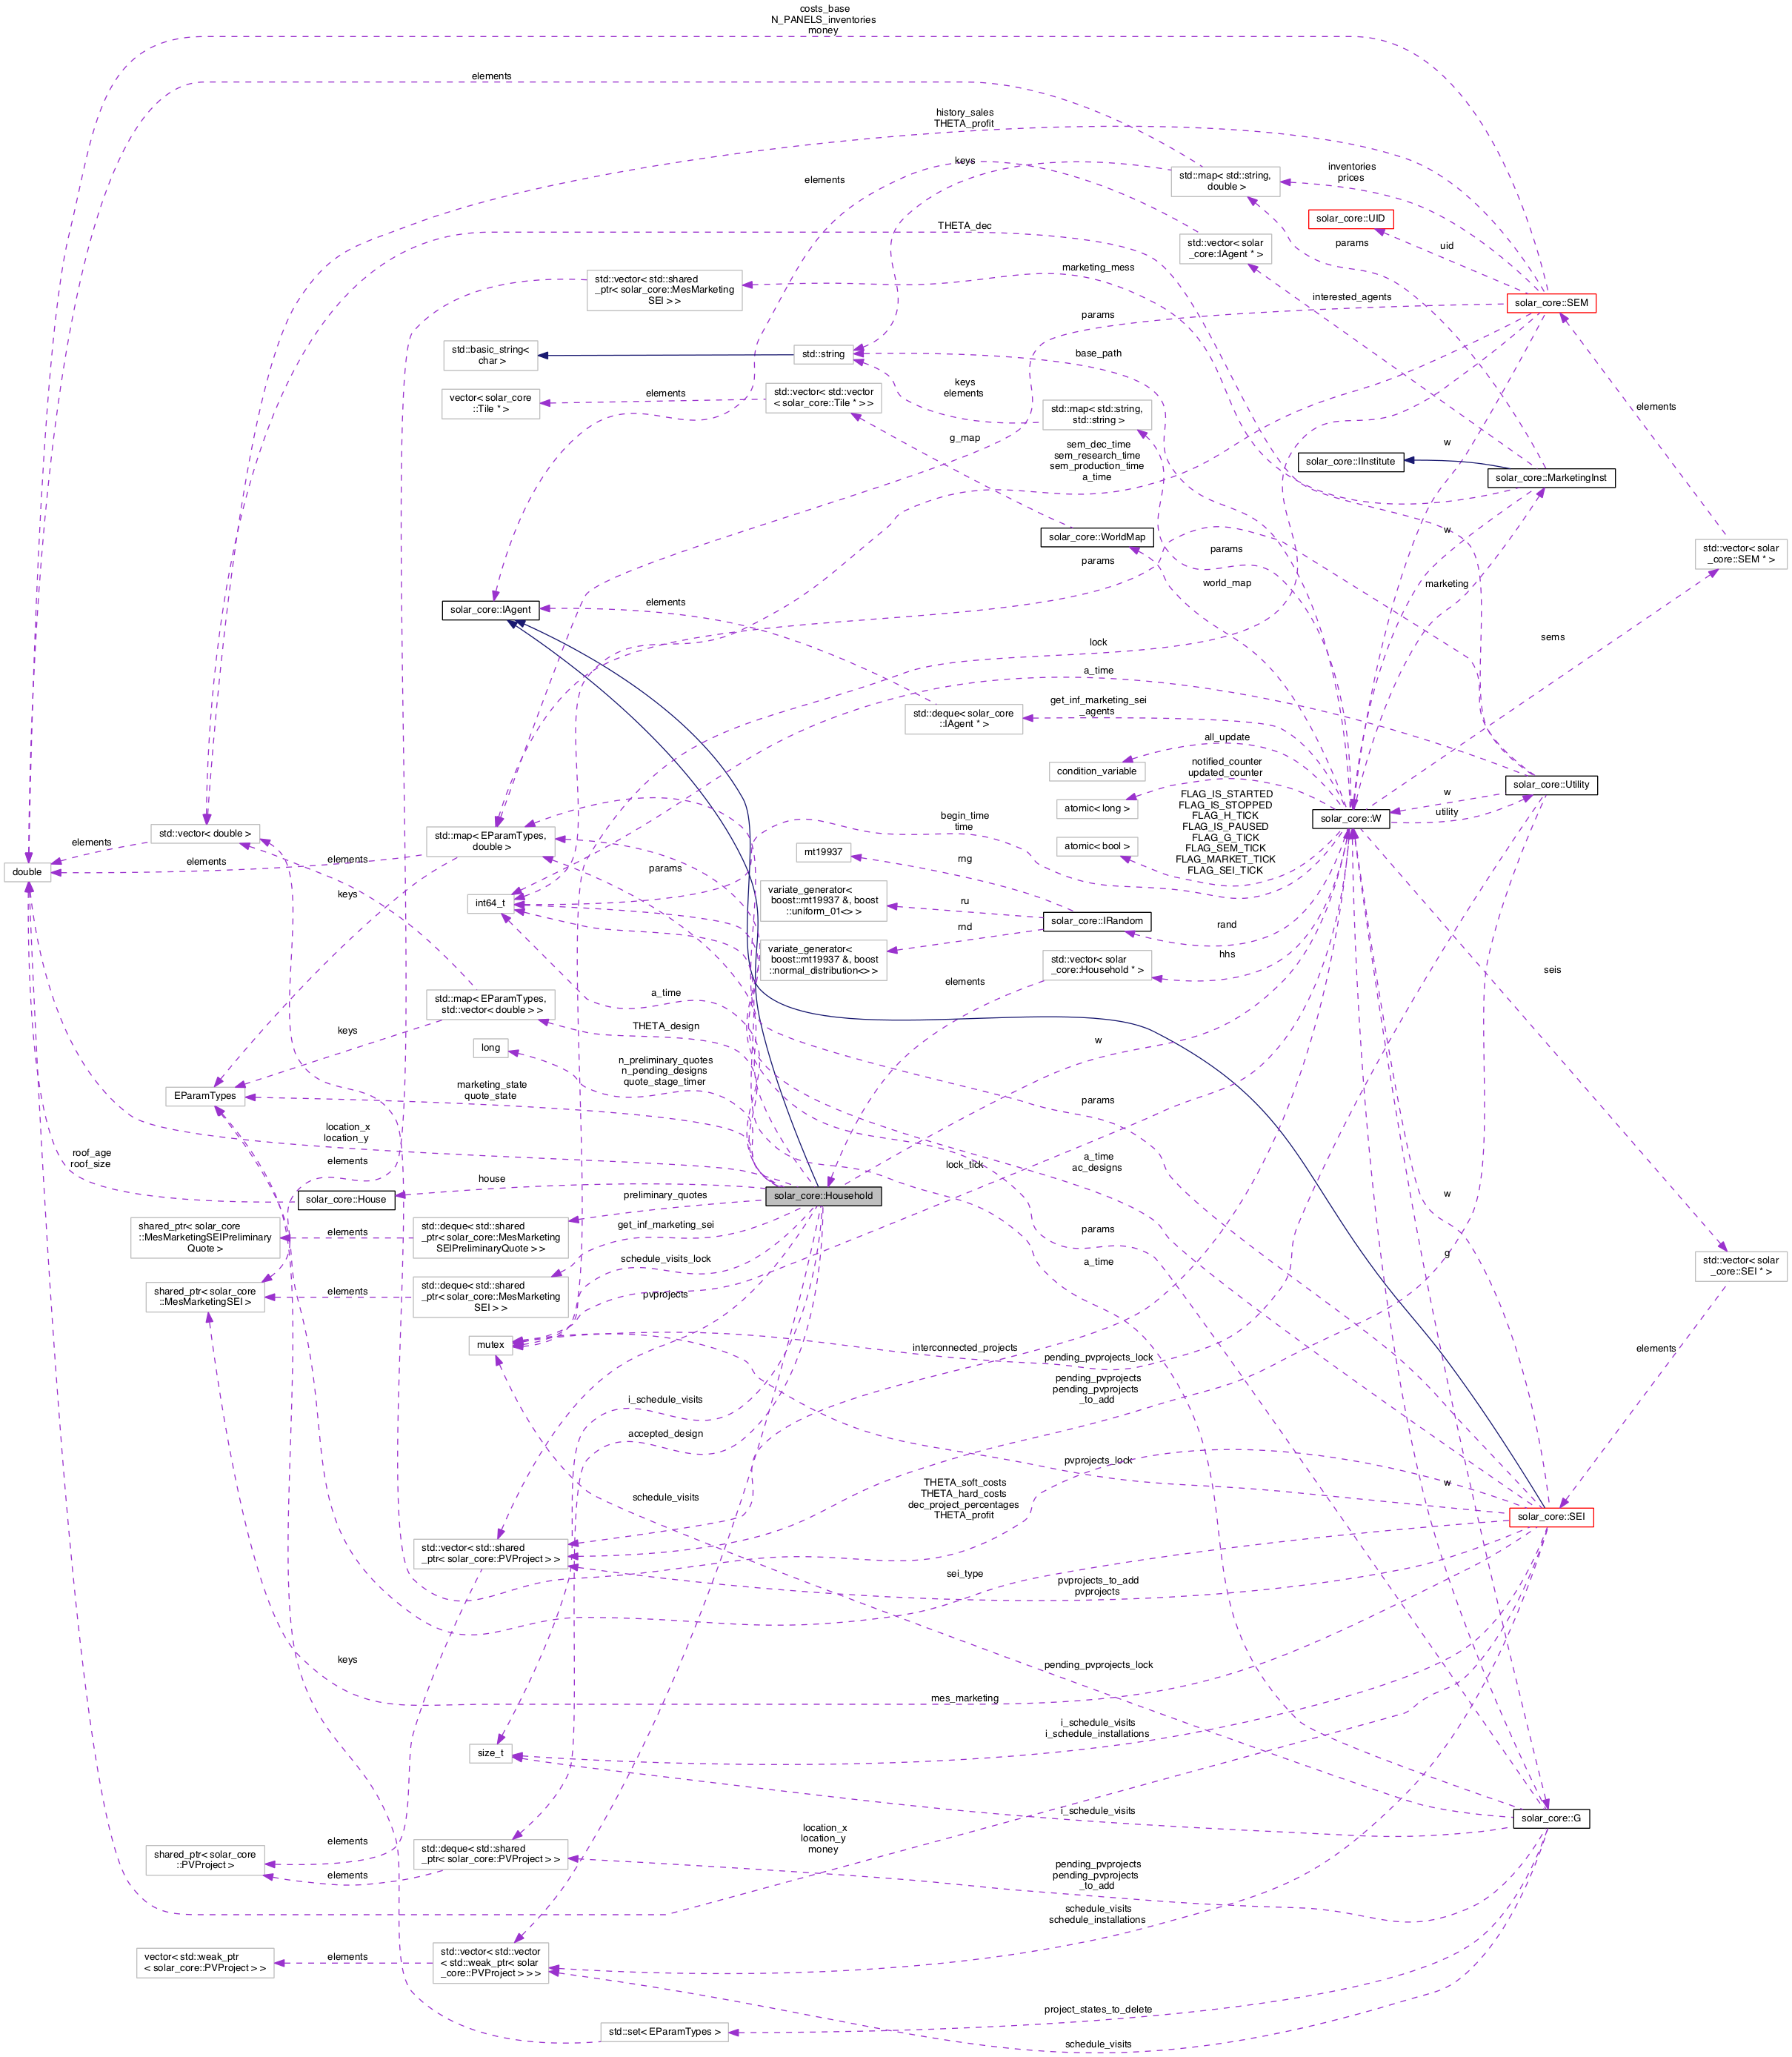 costs_base
N_PANELS_inventories
money
elements
history_sales
THETA_profit
keys
elements
std::map< std::string,
double >
inventories
prices
solar_core::UID
uid
THETA_dec
std::vector< solar
_core::IAgent * >
params
marketing_mess
std::vector< std::shared
_ptr< solar_core::MesMarketing
SEI > >
interested_agents
solar_core::SEM
params
std::basic_string<
char >
std::string
base_path
vector< solar_core
::Tile * >
elements
std::vector< std::vector
< solar_core::Tile * > >
keys
elements
std::map< std::string,
std::string >
elements
g_map
sem_dec_time
sem_research_time
sem_production_time
a_time
w
solar_core::IInstitute
solar_core::MarketingInst
solar_core::WorldMap
w
std::vector< solar
_core::SEM * >
params
params
world_map
marketing
solar_core::IAgent
elements
lock
sems
a_time
std::deque< solar_core
::IAgent * >
get_inf_marketing_sei
_agents
all_update
condition_variable
notified_counter
updated_counter
atomic< long >
solar_core::Utility
w
utility
solar_core::W
FLAG_IS_STARTED
FLAG_IS_STOPPED
FLAG_H_TICK
FLAG_IS_PAUSED
FLAG_G_TICK
FLAG_SEM_TICK
FLAG_MARKET_TICK
FLAG_SEI_TICK
atomic< bool >
begin_time
time
std::vector< double >
elements
double
elements
elements
std::map< EParamTypes,
double >
params
mt19937
rng
keys
int64_t
variate_generator<
boost::mt19937 &, boost
::uniform_01<> >
ru
solar_core::IRandom
rnd
rand
variate_generator<
boost::mt19937 &, boost
::normal_distribution<> >
std::vector< solar
_core::Household * >
hhs
elements
seis
std::map< EParamTypes,
std::vector< double > >
a_time
keys
THETA_design
long
n_preliminary_quotes
n_pending_designs
quote_stage_timer
w
EParamTypes
marketing_state
quote_state
params
location_x
location_y
roof_age
roof_size
elements
lock_tick
a_time
ac_designs
solar_core::House
house
solar_core::Household
w
preliminary_quotes
shared_ptr< solar_core
::MesMarketingSEIPreliminary
Quote >
elements
std::deque< std::shared
_ptr< solar_core::MesMarketing
SEIPreliminaryQuote > >
get_inf_marketing_sei
params
g
schedule_visits_lock
a_time
std::vector< solar
_core::SEI * >
shared_ptr< solar_core
::MesMarketingSEI >
elements
std::deque< std::shared
_ptr< solar_core::MesMarketing
SEI > >
pvprojects
mutex
interconnected_projects
pending_pvprojects_lock
elements
pending_pvprojects
pending_pvprojects
_to_add
i_schedule_visits
accepted_design
pvprojects_lock
schedule_visits
THETA_soft_costs
THETA_hard_costs
dec_project_percentages
THETA_profit
w
solar_core::SEI
std::vector< std::shared
_ptr< solar_core::PVProject > >
sei_type
pvprojects_to_add
pvprojects
keys
pending_pvprojects_lock
mes_marketing
size_t
i_schedule_visits
i_schedule_installations
i_schedule_visits
solar_core::G
shared_ptr< solar_core
::PVProject >
elements
elements
std::deque< std::shared
_ptr< solar_core::PVProject > >
location_x
location_y
money
pending_pvprojects
pending_pvprojects
_to_add
schedule_visits
schedule_installations
vector< std::weak_ptr
< solar_core::PVProject > >
elements
std::vector< std::vector
< std::weak_ptr< solar
_core::PVProject > > >
project_states_to_delete
std::set< EParamTypes >
schedule_visits